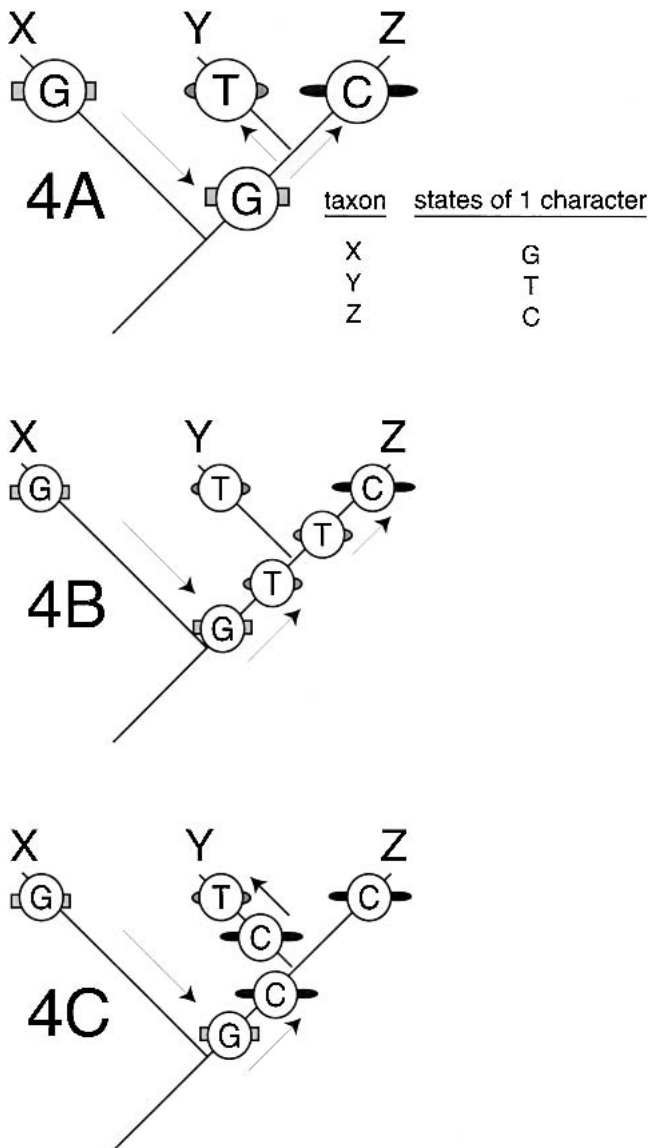 X Y Z
G T C
4A
G
taxon states of 1 character
X G
Y T
Z C
X Y Z
G T C
T
T
4B
G
X Y Z
G T C
C
C
4C
G